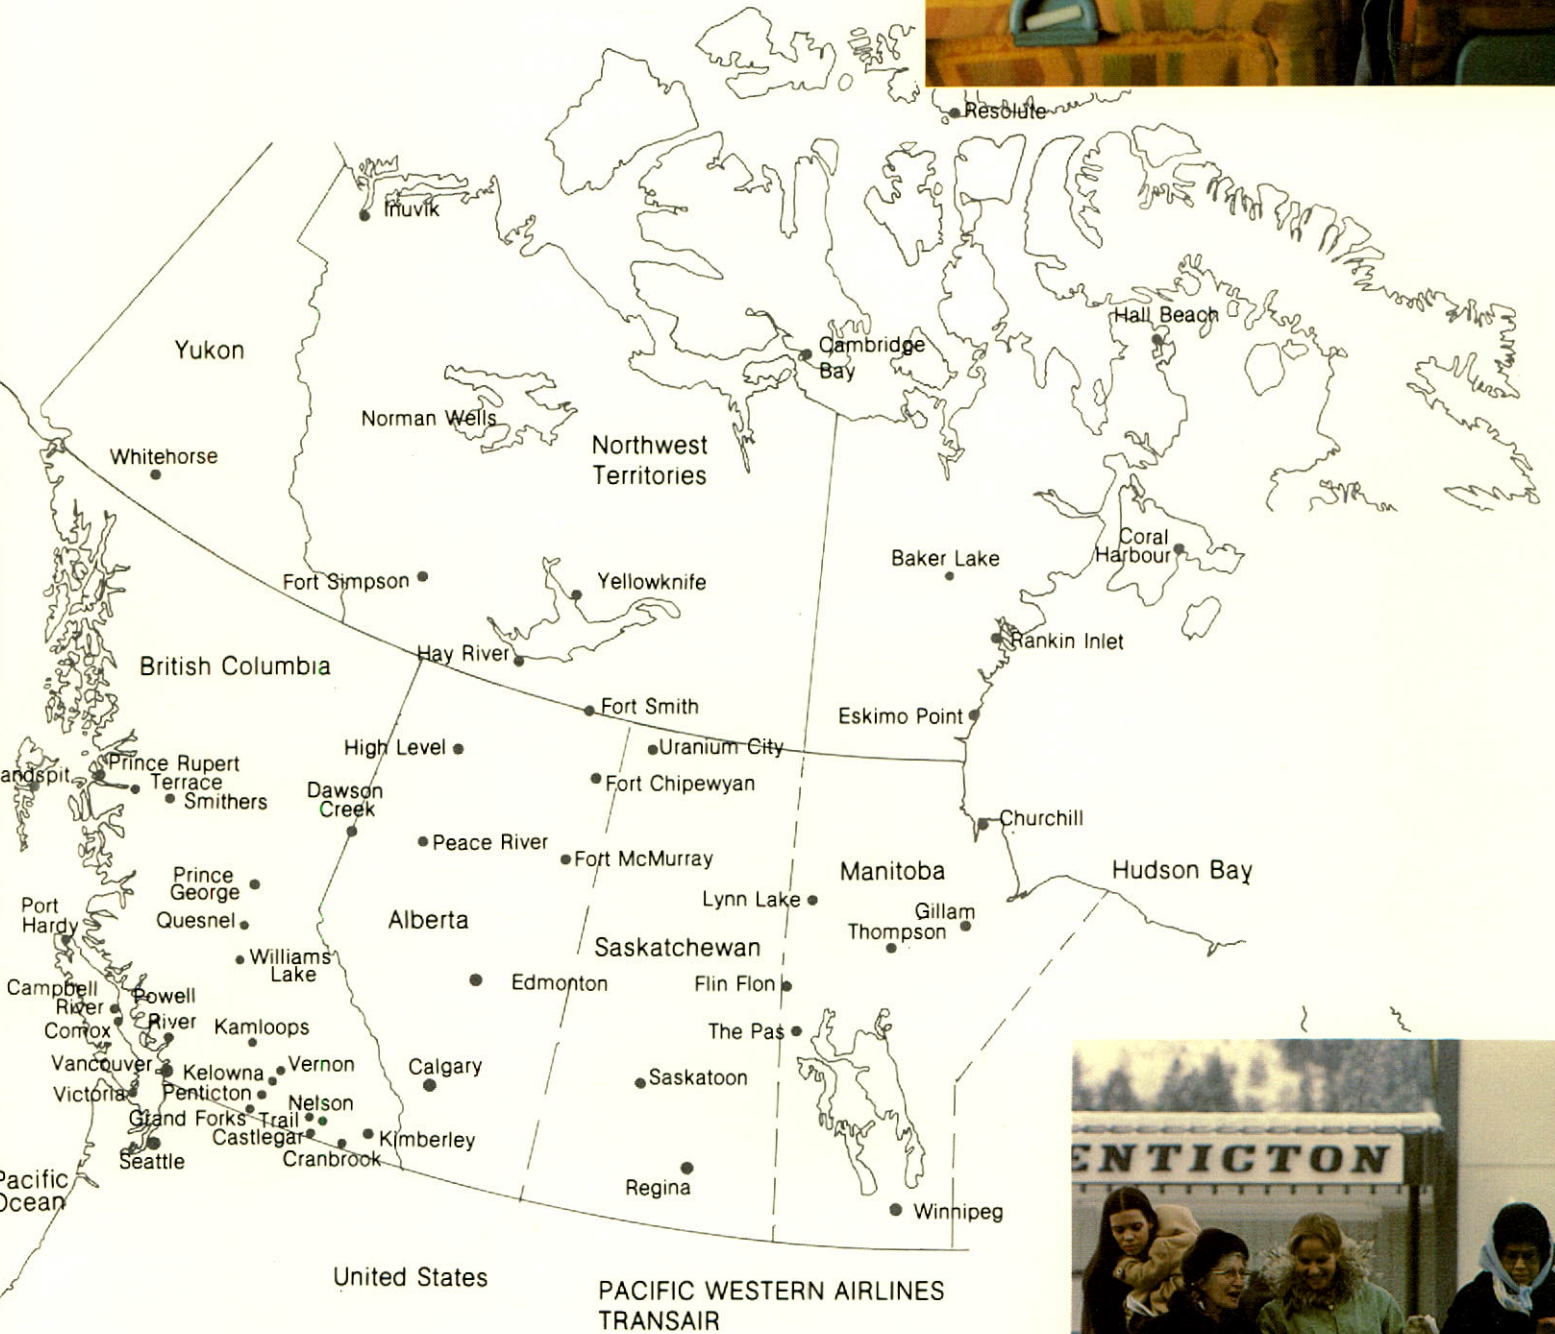 Resolute
Inuvik
Hall Beach
Yukon
Cambridge
Bay
Norman Wells
Northwest
Territories
Whitehorse
Coral
Harbour
Baker Lake
Fort Simpson
Yellowknife
Rankin Inlet
Hay River
British Columbia
Fort Smith
Eskimo Point
High Level
Uranium City
Prince Rupert
andspit
Terrace
Fort Chipewyan
Smithers
Dawson
Creek
Churchill
Peace River
Fort McMurray
Manitoba
Hudson Bay
Prince
George
Lynn Lake
Port
Hardy
Quesnel
Alberta
Gillam
Thompson
Saskatchewan
Williams
Lake
Edmonton
Flin Flon
Campbell
River
Powell
River
Comox
Kamloops
The Pas
Vancouver
Kelowna
Vernon
Calgary
Saskatoon
Victoria
Penticton
Nelson
Grand Forks
Trail
Castlegar
Kimberley
Cranbrook
Seattle
Pacific
Ocean
Regina
Winnipeg
ENTICTON
United States
PACIFIC WESTERN AIRLINES
TRANSAIR